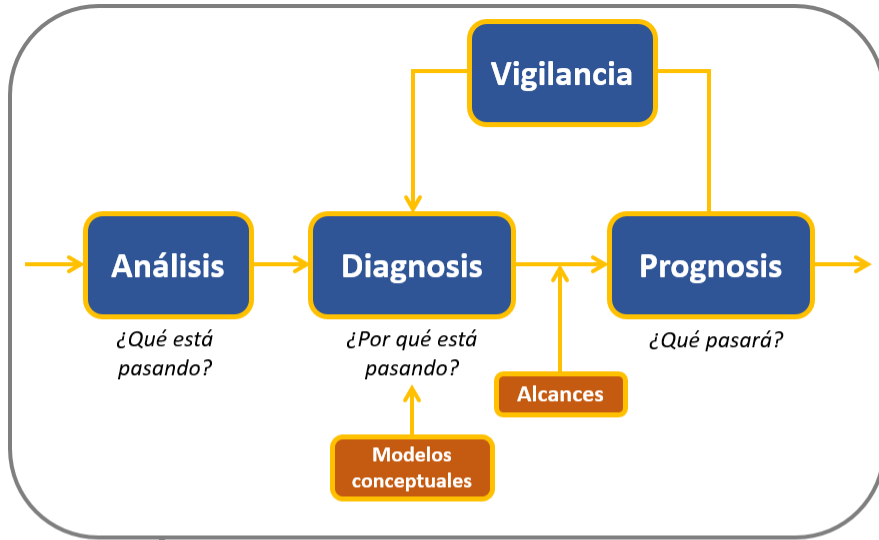 Vigilancia
Análisis
Diagnosis
Prognosis
¿Qué está
pasando?
¿Por qué está
pasando?
¿Qué pasará?
Alcances
Modelos
conceptuales